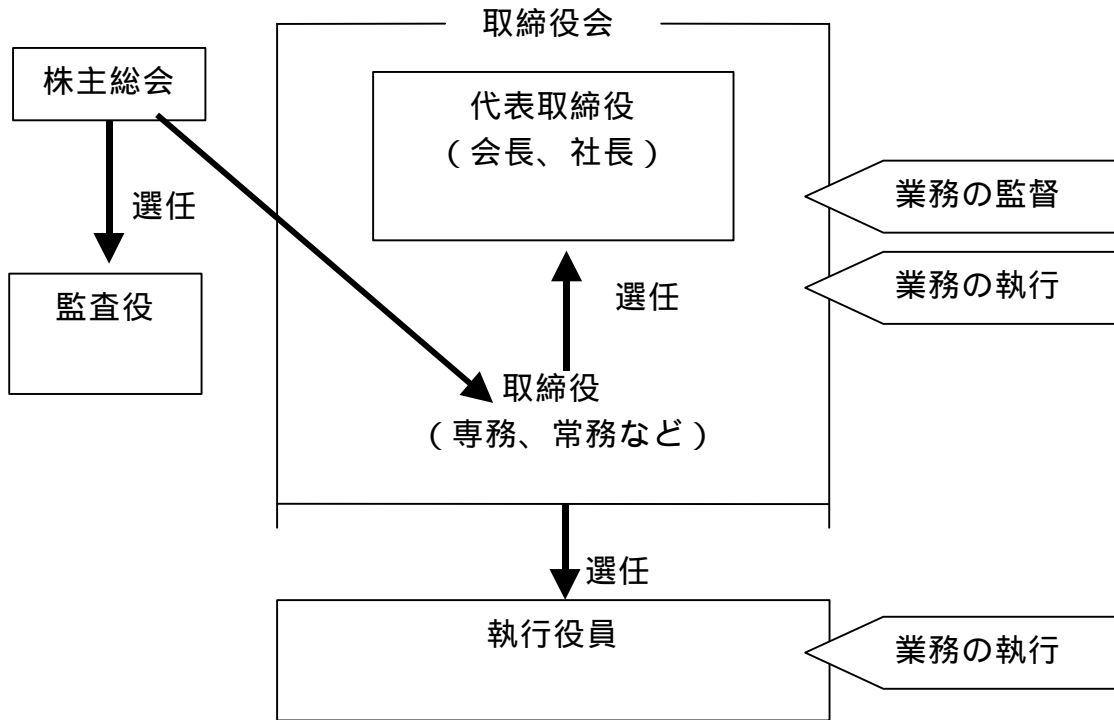 取締役会
株主総会
代表取締役
（会長、社長）
業務の監督
選任
業務の執行
監査役
選任
取締役
（専務、常務など）
選任
執行役員
業務の執行